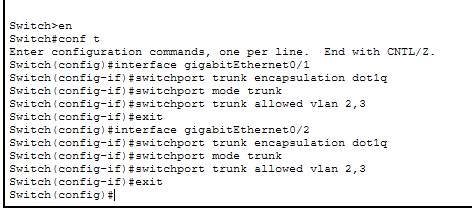 Switch>en
Switch#conf t
Enter configuration commands, one per line.  End with CNTL/Z.
Switch(config)#interface gigabitEthernet0/1
Switch(config-if)#switchport trunk encapsulation dot1q
Switch(config-if)#switchport mode trunk
Switch(config-if)#switchport trunk allowed vlan 2,3
Switch(config-if)#exit
Switch(config)#interface gigabitEthernet0/2
Switch(config-if)#switchport trunk encapsulation dot1q
Switch(config-if)#switchport mode trunk
Switch(config-if)#switchport trunk allowed vlan 2,3
Switch(config-if)#exit
Switch(config)#